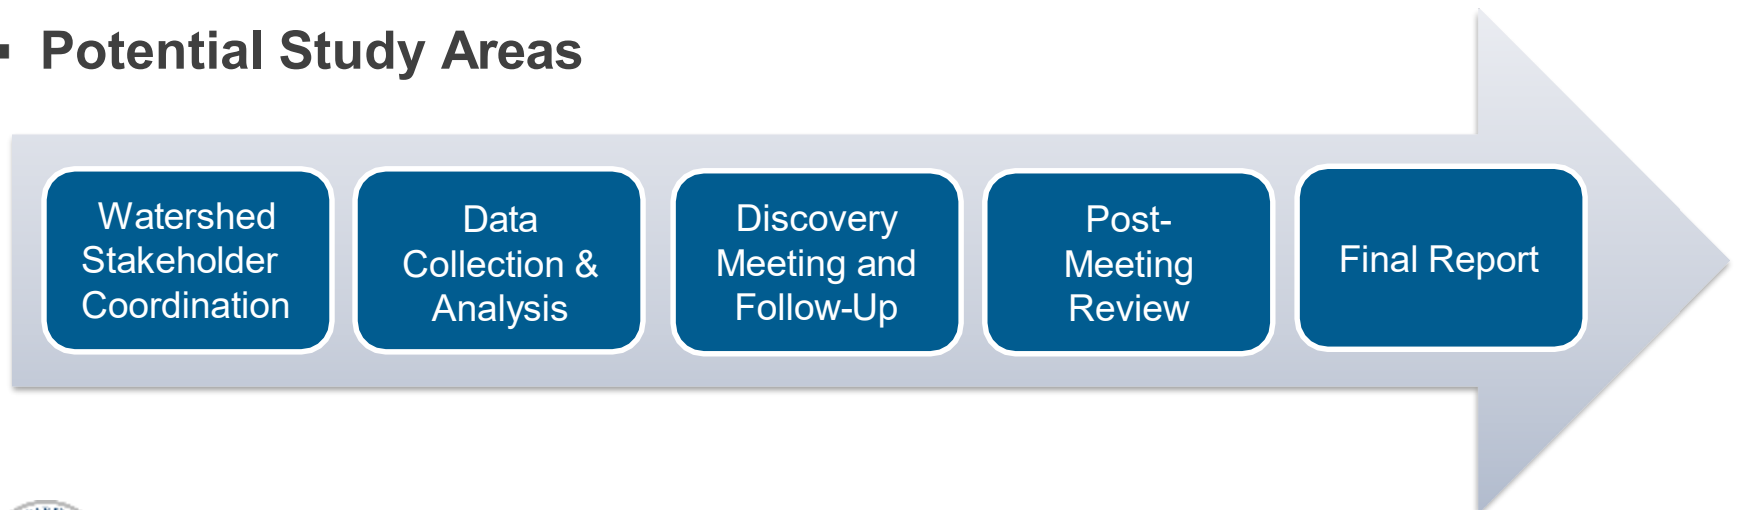 ▪ Potential Study Areas
Watershed
Stakeholder
Coordination
Data
Collection &
Analysis
Discovery
Meeting and
Follow-Up
Post-
Meeting
Review
Final Report